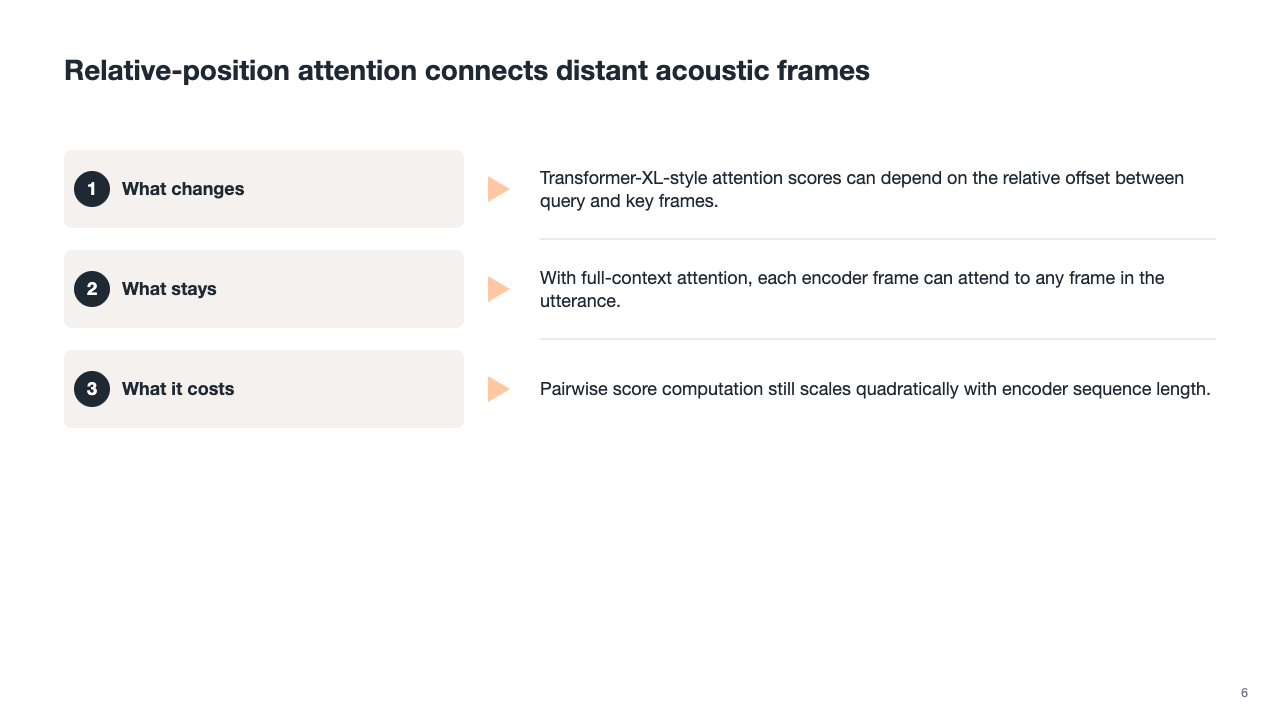 Relative-position attention connects distant acoustic frames
1 What changes
Transformer-XL-style attention scores can depend on the relative offset between
query and key frames.
2 What stays
With full-context attention, each encoder frame can attend to any frame in the
utterance.
3 What it costs
Pairwise score computation still scales quadratically with encoder sequence length.
6